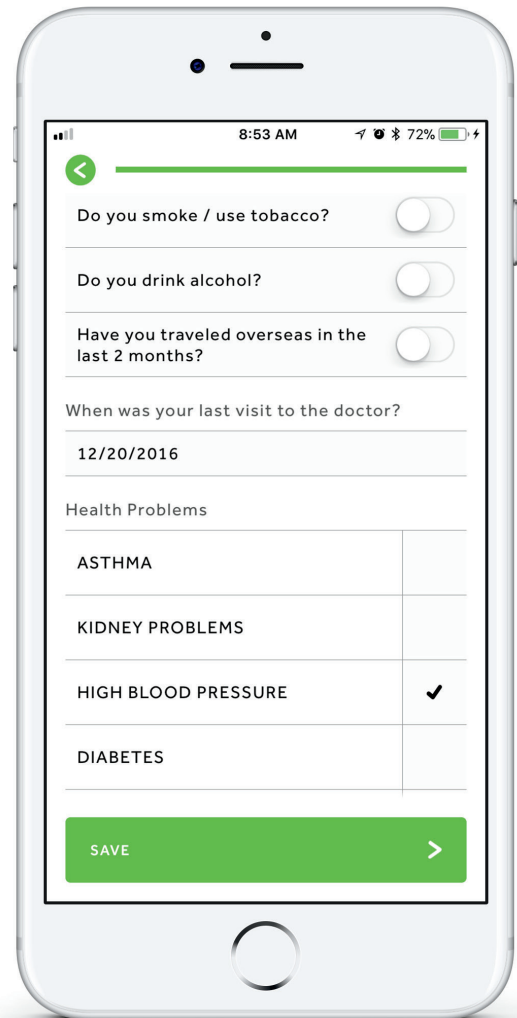 8:53 AM 72%
Do you smoke / use tobacco?
Do you drink alcohol?
Have you traveled overseas in the
last 2 months?
When was your last visit to the doctor?
12/20/2016
Health Problems
ASTHMA
KIDNEY PROBLEMS
HIGH BLOOD PRESSURE
DIABETES
SAVE